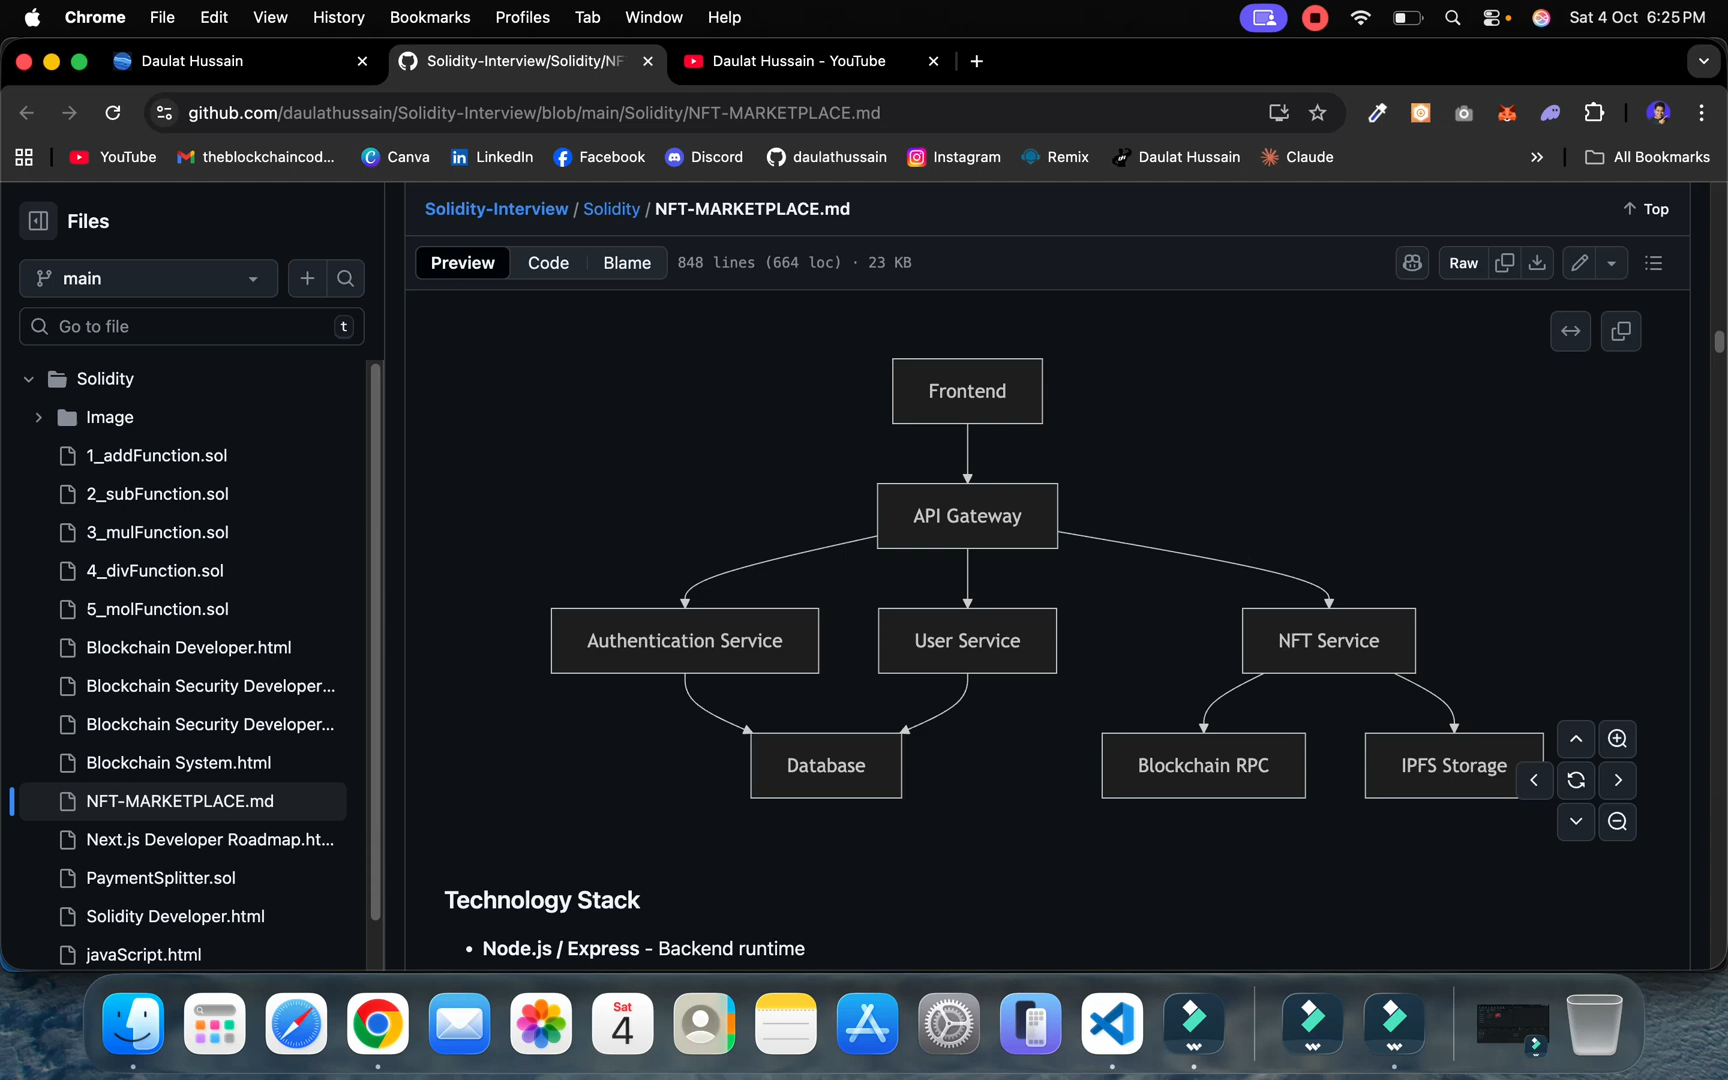 Chrome File Edit View History Bookmarks Profiles Tab Window Help Sat 4 Oct 6:25 PM
Daulat Hussain Solidity-Interview/Solidity/NF Daulat Hussain - YouTube
github.com/daulathussain/Solidity-Interview/blob/main/Solidity/NFT-MARKETPLACE.md
YouTube theblockchaincod... Canva LinkedIn Facebook Discord daulathussain Instagram Remix Daulat Hussain Claude All Bookmarks
Files
main
Go to file t
Solidity
Image
1_addFunction.sol
2_subFunction.sol
3_mulFunction.sol
4_divFunction.sol
5_molFunction.sol
Blockchain Developer.html
Blockchain Security Developer...
Blockchain Security Developer...
Blockchain System.html
NFT-MARKETPLACE.md
Next.js Developer Roadmap.ht...
PaymentSplitter.sol
Solidity Developer.html
javaScript.html
Solidity-Interview / Solidity / NFT-MARKETPLACE.md Top
Preview Code Blame 848 lines (664 loc) · 23 KB Raw
Frontend
API Gateway
Authentication Service User Service NFT Service
Database Blockchain RPC IPFS Storage
Technology Stack
• Node.js / Express - Backend runtime
Sat
4